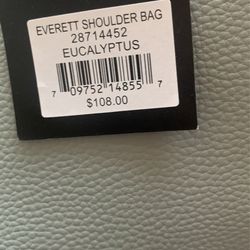 EVERETT SHOULDER BAG
28714452
EUCALYPTUS
7 09752 14855 7
$108.00